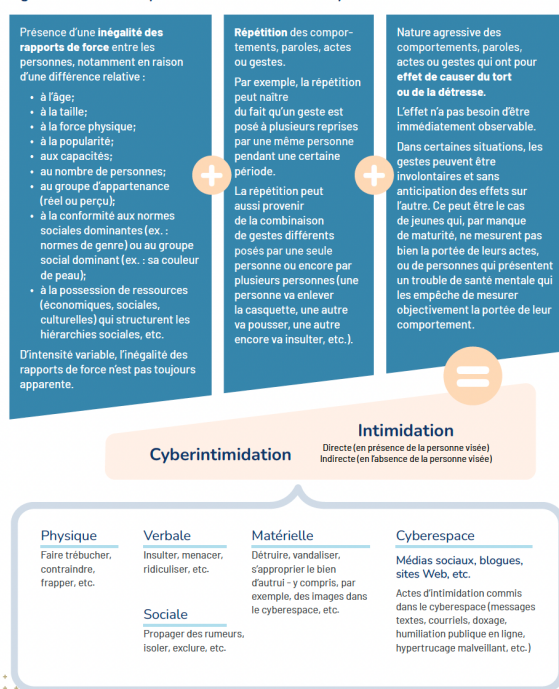 Présence d'une inégalité des
rapports de force entre les
personnes, notamment en raison
d'une différence relative :
• à l'âge;
• à la taille;
• à la force physique;
• à la popularité;
• aux capacités;
• au nombre de personnes;
• au groupe d'appartenance
(réel ou perçu);
• à la conformité aux normes
sociales dominantes (ex. :
normes de genre) ou au groupe
social dominant (ex. : sa couleur
de peau);
• à la possession de ressources
(économiques, sociales,
culturelles) qui structurent les
hiérarchies sociales, etc.
D'intensité variable, l'inégalité des
rapports de force n'est pas toujours
apparente.
+
Répétition des compor-
tements, paroles, actes
ou gestes.
Par exemple, la répétition
peut naître
du fait qu'un geste est
posé à plusieurs reprises
par une même personne
pendant une certaine
période.
La répétition peut
aussi provenir
de la combinaison
de gestes différents
posés par une seule
personne ou encore par
plusieurs personnes (une
personne va enlever
la casquette, une autre
va pousser, une autre
encore va insulter, etc.).
+
Nature agressive des
comportements, paroles,
actes ou gestes qui ont pour
effet de causer du tort
ou de la détresse.
L'effet n'a pas besoin d'être
immédiatement observable.
Dans certaines situations, les
gestes peuvent être
involontaires et sans
anticipation des effets sur
l'autre. Ce peut être le cas
de jeunes qui, par manque
de maturité, ne mesurent pas
bien la portée de leurs actes,
ou de personnes qui présentent
un trouble de santé mentale qui
les empêche de mesurer
objectivement la portée de leur
comportement.
=
Cyberintimidation
Intimidation
Directe (en présence de la personne visée)
Indirecte (en l'absence de la personne visée)
Physique
Faire trébucher,
contraindre,
frapper, etc.
Verbale
Insulter, menacer,
ridiculiser, etc.
Sociale
Propager des rumeurs,
isoler, exclure, etc.
Matérielle
Détruire, vandaliser,
s'approprier le bien
d'autrui - y compris, par
exemple, des images dans
le cyberespace, etc.
Cyberespace
Médias sociaux, blogues,
sites Web, etc.
Actes d'intimidation commis
dans le cyberespace (messages
textes, courriels, doxage,
humiliation publique en ligne,
hypertrucage malveillant, etc.)